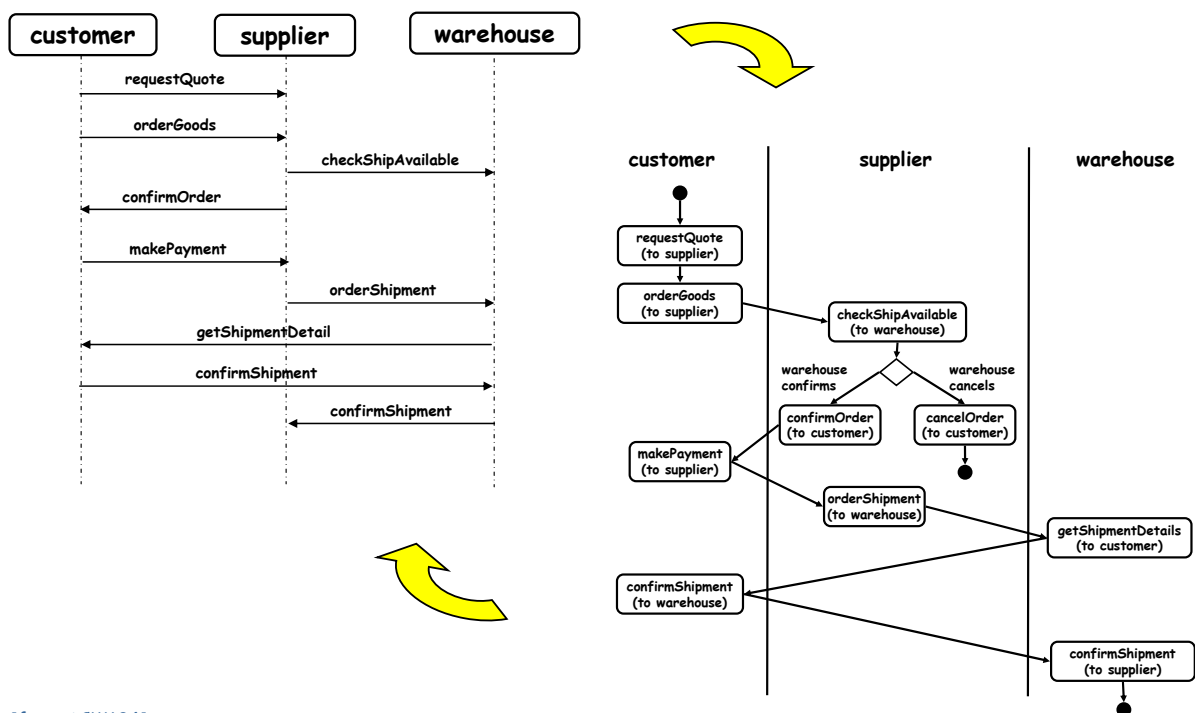 customer
supplier
warehouse
requestQuote
orderGoods
checkShipAvailable
confirmOrder
makePayment
orderShipment
getShipmentDetail
confirmShipment
confirmShipment
customer
supplier
warehouse
requestQuote
(to supplier)
orderGoods
(to supplier)
checkShipAvailable
(to warehouse)
warehouse
confirms
warehouse
cancels
confirmOrder
(to customer)
cancelOrder
(to customer)
makePayment
(to supplier)
orderShipment
(to warehouse)
getShipmentDetails
(to customer)
confirmShipment
(to warehouse)
confirmShipment
(to supplier)